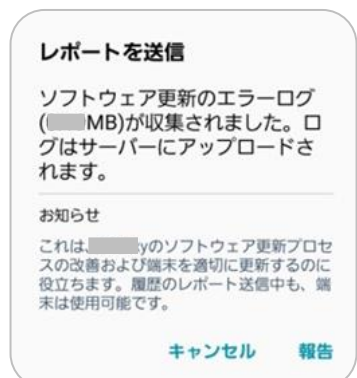 レポートを送信
ソフトウェア更新のエラーログ
(MB)が収集されました。ロ
グはサーバーにアップロードさ
れます。
お知らせ
これは、yのソフトウェア更新プロセ
スの改善および端末を適切に更新するのに
役立ちます。履歴のレポート送信中も、端
末は使用可能です。
キャンセル 報告